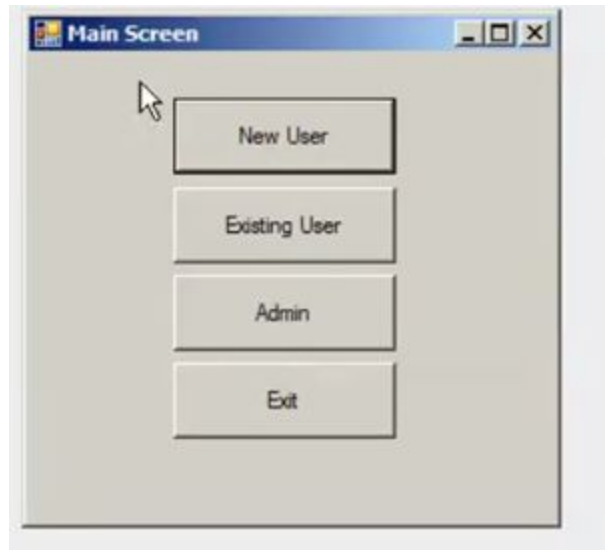 Main Screen
New User
Existing User
Admin
Exit